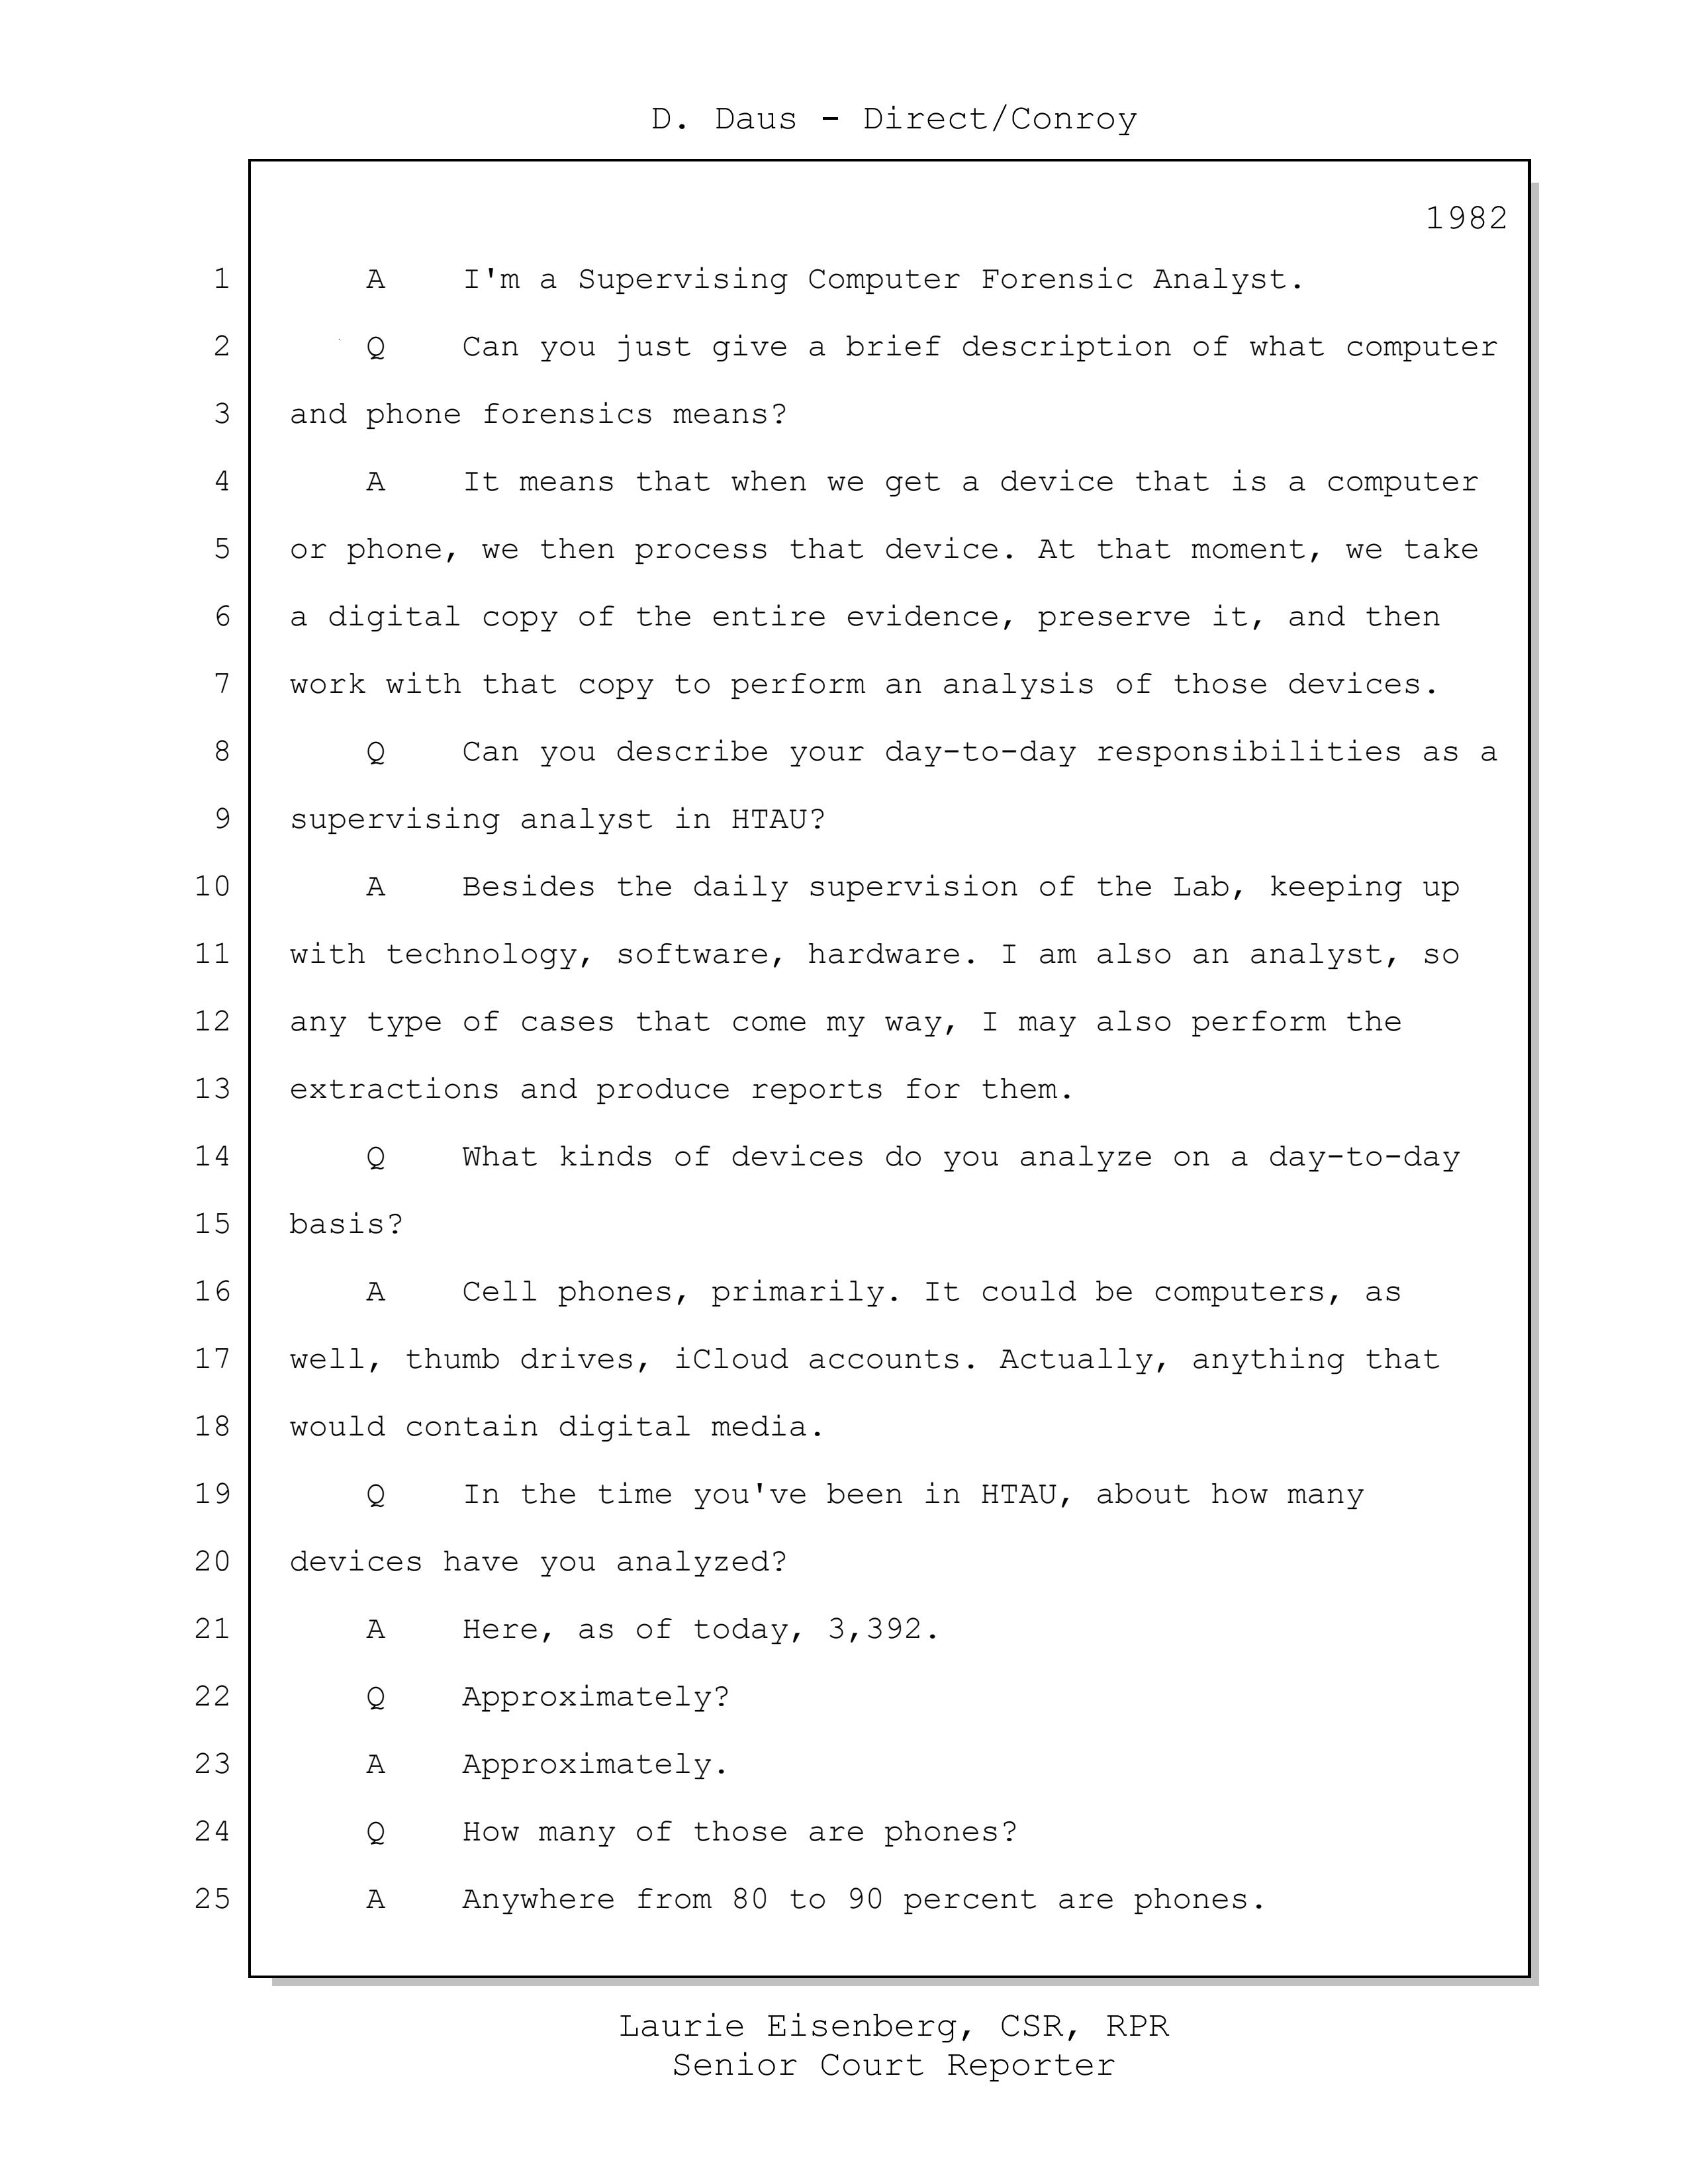 D. Daus - Direct/Conroy
1982
1 A I'm a Supervising Computer Forensic Analyst.
2 Q Can you just give a brief description of what computer
3 and phone forensics means?
4 A It means that when we get a device that is a computer
5 or phone, we then process that device. At that moment, we take
6 a digital copy of the entire evidence, preserve it, and then
7 work with that copy to perform an analysis of those devices.
8 Q Can you describe your day-to-day responsibilities as a
9 supervising analyst in HTAU?
10 A Besides the daily supervision of the Lab, keeping up
11 with technology, software, hardware. I am also an analyst, so
12 any type of cases that come my way, I may also perform the
13 extractions and produce reports for them.
14 Q What kinds of devices do you analyze on a day-to-day
15 basis?
16 A Cell phones, primarily. It could be computers, as
17 well, thumb drives, iCloud accounts. Actually, anything that
18 would contain digital media.
19 Q In the time you've been in HTAU, about how many
20 devices have you analyzed?
21 A Here, as of today, 3,392.
22 Q Approximately?
23 A Approximately.
24 Q How many of those are phones?
25 A Anywhere from 80 to 90 percent are phones.
Laurie Eisenberg, CSR, RPR
Senior Court Reporter